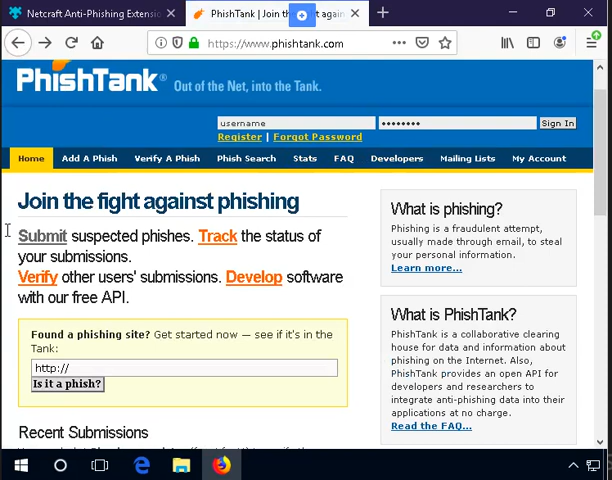 Netcraft Anti-Phishing Extensio
PhishTank | Join the fight again
https://www.phishtank.com
PhishTank® Out of the Net, into the Tank.
username
•••••••• Sign In
Register | Forgot Password
Home Add A Phish Verify A Phish Phish Search Stats FAQ Developers Mailing Lists My Account
Join the fight against phishing
Submit suspected phishes. Track the status of
your submissions.
Verify other users' submissions. Develop software
with our free API.
Found a phishing site? Get started now — see if it's in the
Tank:
http://
Is it a phish?
Recent Submissions
What is phishing?
Phishing is a fraudulent attempt,
usually made through email, to steal
your personal information.
Learn more...
What is PhishTank?
PhishTank is a collaborative clearing
house for data and information about
phishing on the Internet. Also,
PhishTank provides an open API for
developers and researchers to
integrate anti-phishing data into their
applications at no charge.
Read the FAQ...